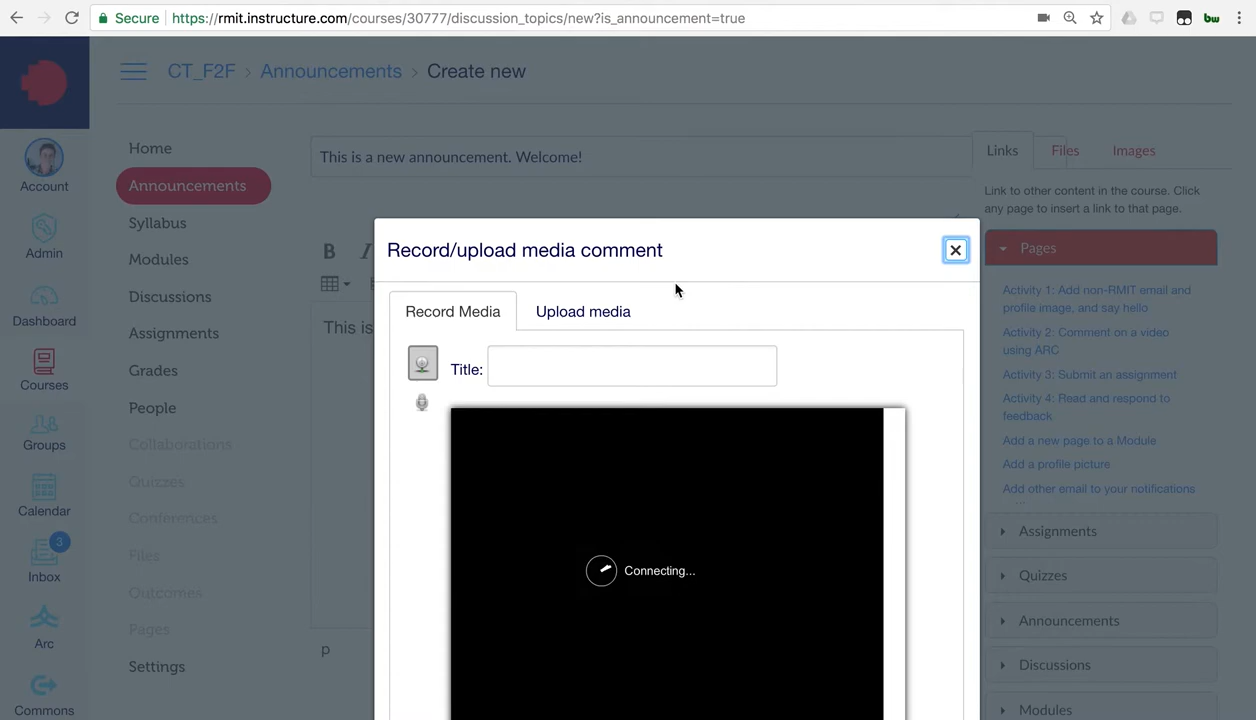 Secure https://rmit.instructure.com/courses/30777/discussion_topics/new?is_announcement=true
bw
CT_F2F > Announcements > Create new
Account
Admin
Dashboard
Courses
Groups
Calendar
3
Inbox
Arc
Commons
Home
Announcements
Syllabus
Modules
Discussions
Assignments
Grades
People
Collaborations
Quizzes
Conferences
Files
Outcomes
Pages
Settings
This is a new announcement. Welcome!
B I
This is
p
Record/upload media comment
Record Media
Upload media
Title:
Connecting...
Links
Files
Images
Link to other content in the course. Click
any page to insert a link to that page.
Pages
Activity 1: Add non-RMIT email and
profile image, and say hello
Activity 2: Comment on a video
using ARC
Activity 3: Submit an assignment
Activity 4: Read and respond to
feedback
Add a new page to a Module
Add a profile picture
Add other email to your notifications
Assignments
Quizzes
Announcements
Discussions
Modules